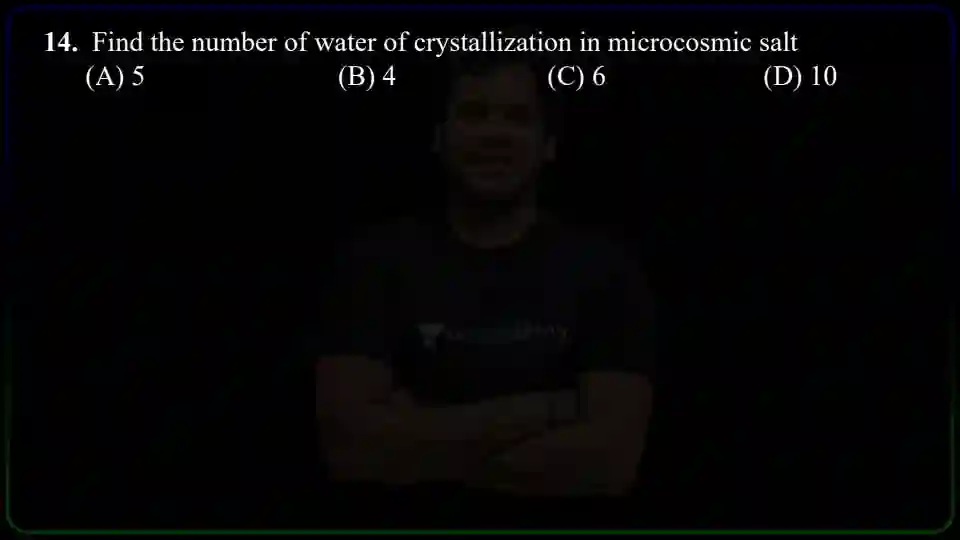 14. Find the number of water of crystallization in microcosmic salt
(A) 5 (B) 4 (C) 6 (D) 10